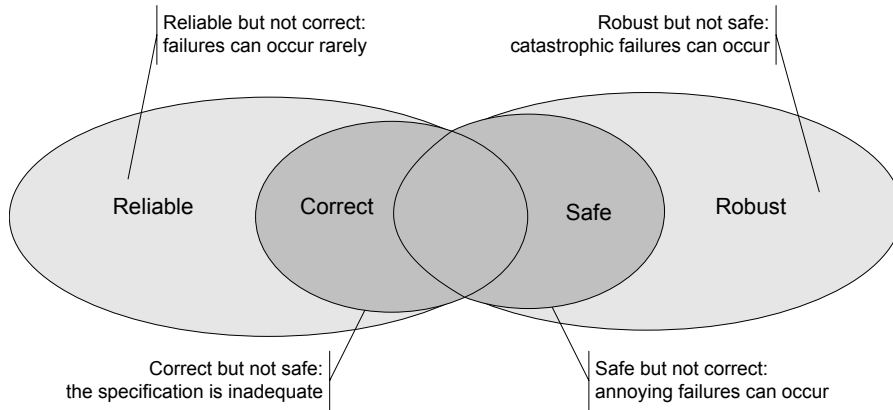 Reliable but not correct:
failures can occur rarely
Robust but not safe:
catastrophic failures can occur
Reliable
Correct
Safe
Robust
Correct but not safe:
the specification is inadequate
Safe but not correct:
annoying failures can occur